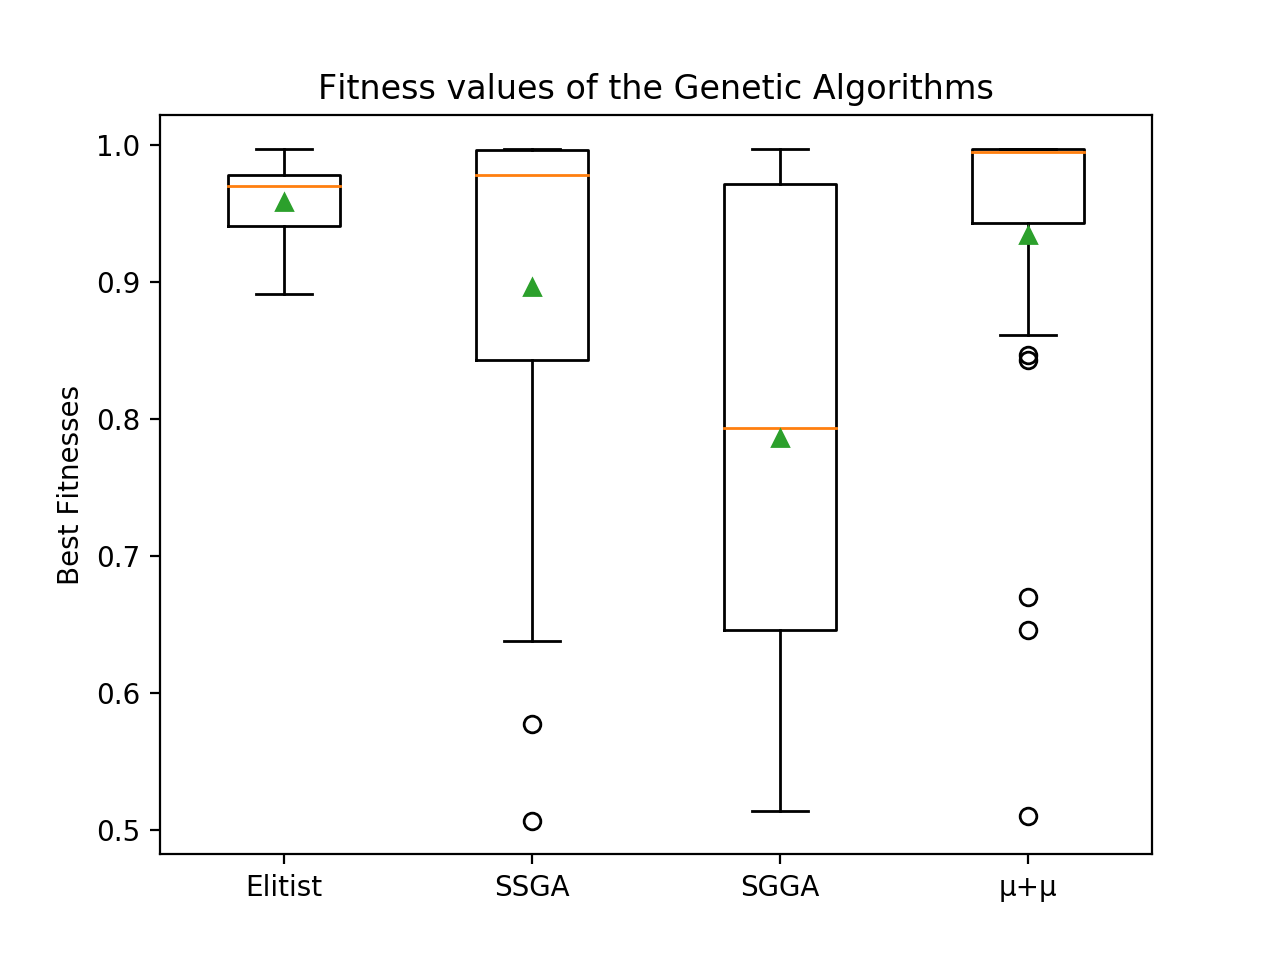 Fitness values of the Genetic Algorithms
1.0
0.9
0.8
0.7
0.6
0.5
Best Fitnesses
Elitist
SSGA
SGGA
μ+μ